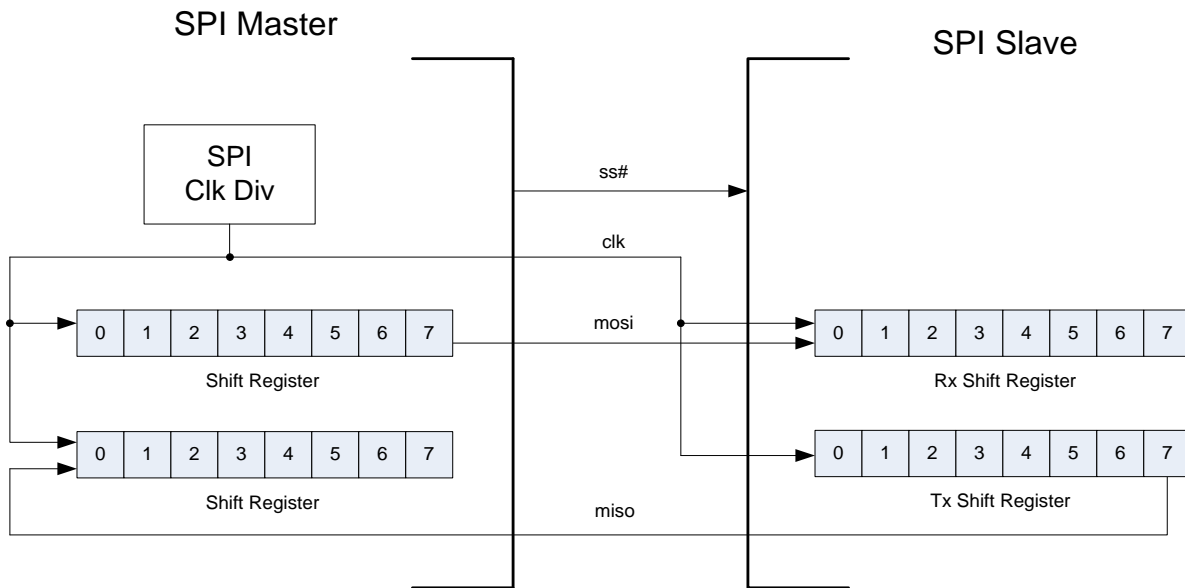 SPI Master
SPI Slave
SPI
Clk Div
ss#
clk
0 1 2 3 4 5 6 7
mosi
0 1 2 3 4 5 6 7
Shift Register
Rx Shift Register
0 1 2 3 4 5 6 7
0 1 2 3 4 5 6 7
Shift Register
miso
Tx Shift Register